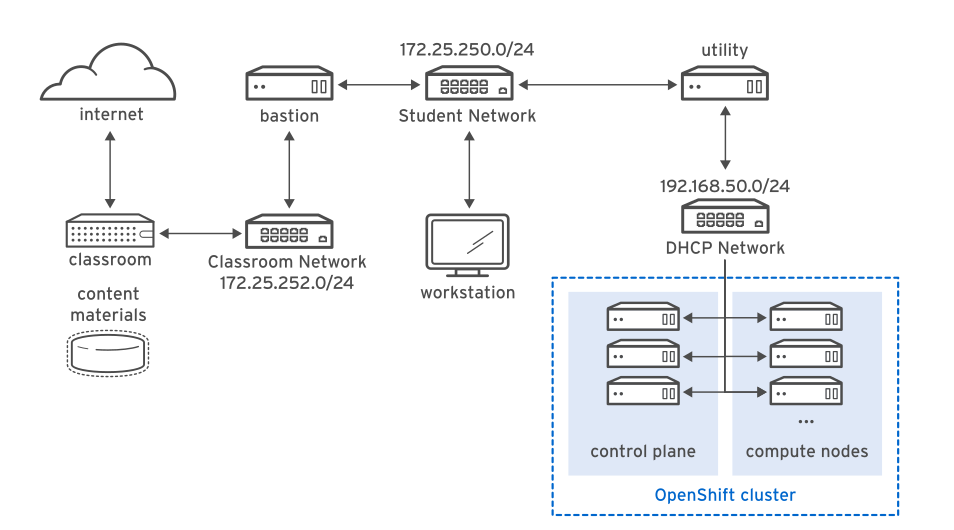 172.25.250.0/24
utility
internet
bastion
Student Network
192.168.50.0/24
DHCP Network
classroom
Classroom Network
172.25.252.0/24
workstation
content
materials
...
control plane
compute nodes
OpenShift cluster